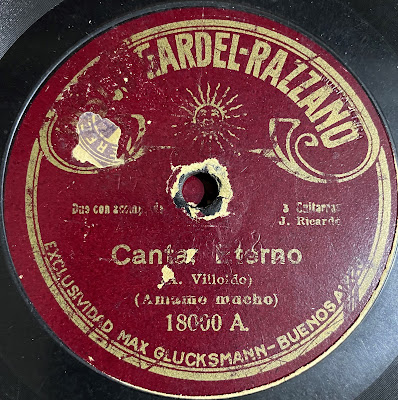 GARDEL-RAZZANO
Duo con acomp. de 3 Guitarras
J. Ricardo
Cantar Eterno
(A. Villoldo)
(Amame mucho)
18000 A.
EXCLUSIVIDAD MAX GLUCKSMANN-BUENOS AIRES